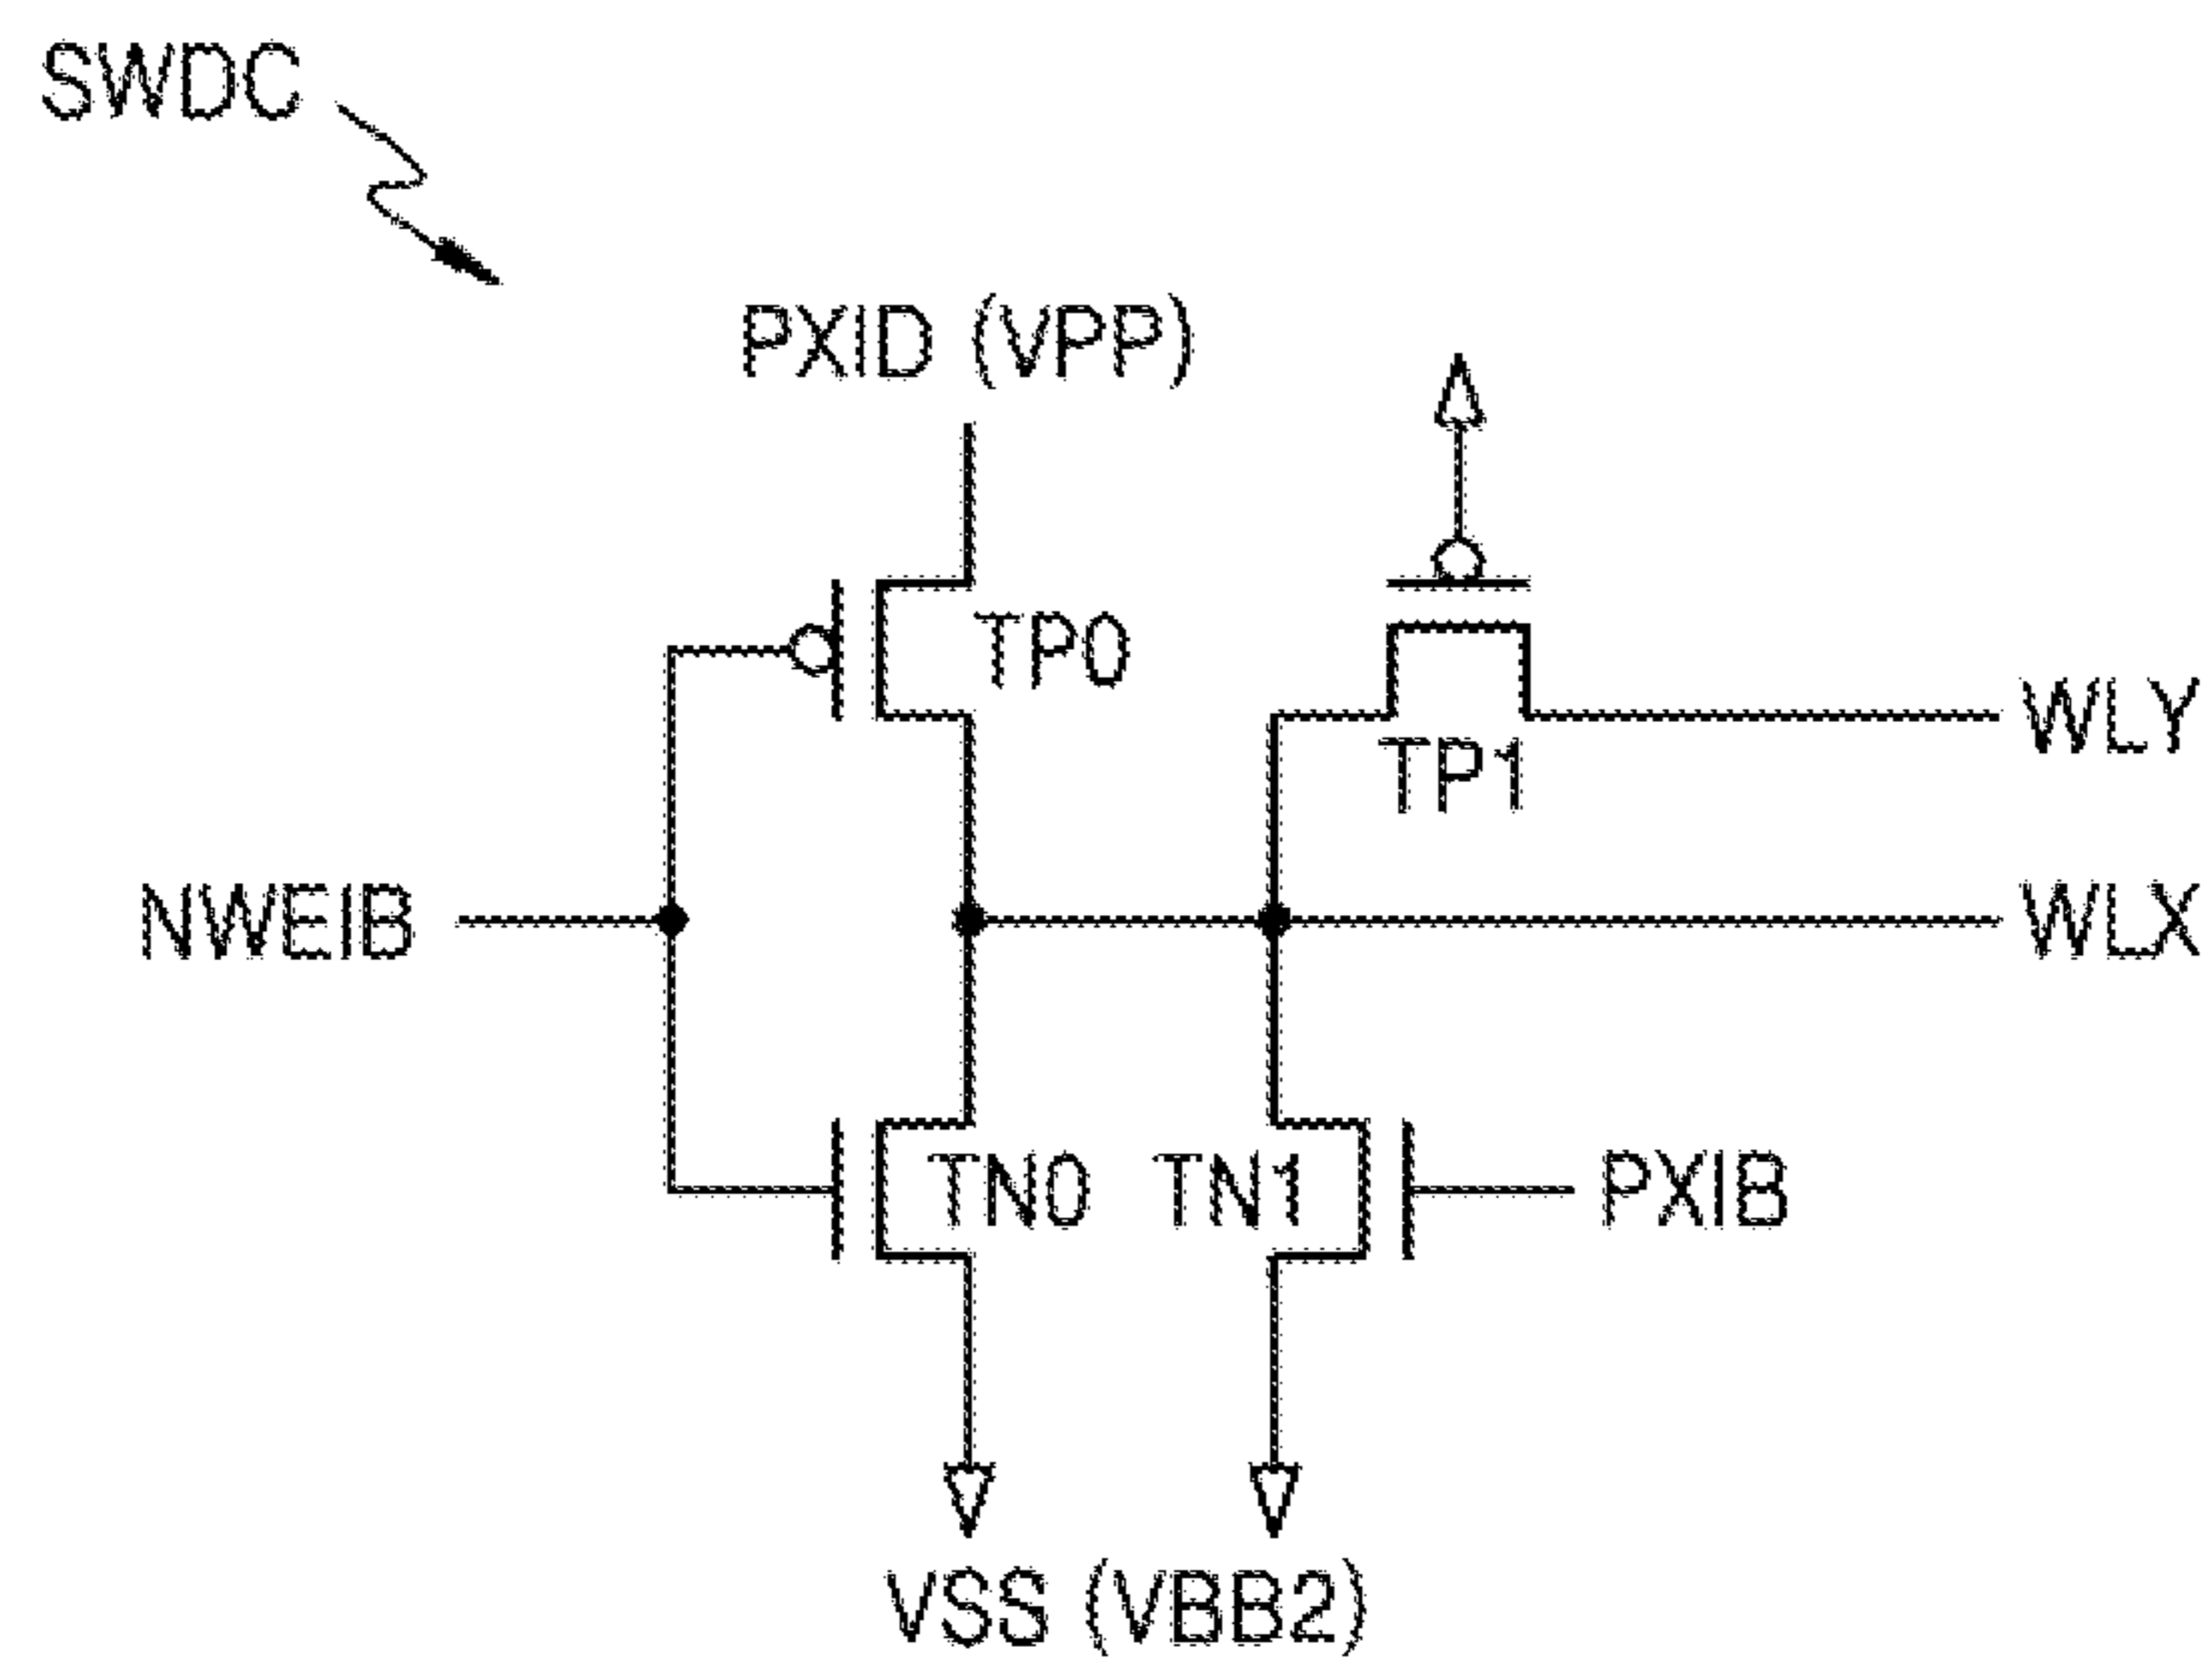 SWDC
PXID (VPP)
TP0
WLY
TP1
NWEIB
WLX
TN0
TN1
PXIB
VSS (VBB2)